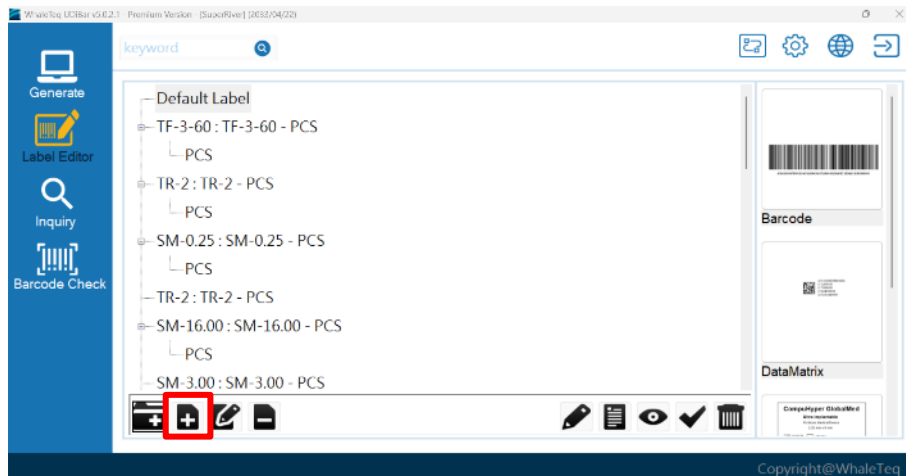 WhaleTeq UDIBar v5.0.2.1 Premium Version [SuperRiver]
keyword
Generate
Label Editor
Inquiry
Barcode Check
Default Label
TF-3-60 : TF-3-60 - PCS
PCS
TR-2 : TR-2 - PCS
PCS
SM-0.25 : SM-0.25 - PCS
PCS
TR-2 : TR-2 - PCS
SM-16.00 : SM-16.00 - PCS
PCS
SM-3.00 : SM-3.00 - PCS
Barcode
DataMatrix
CompuHyper GlobalMed
Copyright@WhaleTeq